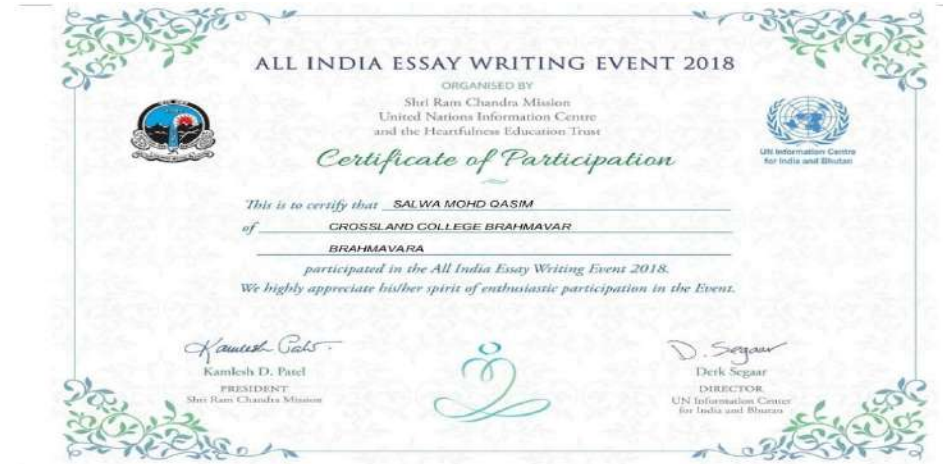 ALL INDIA ESSAY WRITING EVENT 2018
ORGANISED BY
Shri Ram Chandra Mission
United Nations Information Centre
and the Heartfulness Education Trust
UN Information Centre
for India and Bhutan
Certificate of Participation
This is to certify that SALWA MOHD QASIM
of CROSSLAND COLLEGE BRAHMAVAR
BRAHMAVARA
participated in the All India Essay Writing Event 2018.
We highly appreciate his/her spirit of enthusiastic participation in the Event.
Kamlesh D. Patel
PRESIDENT
Shri Ram Chandra Mission
D. Segaar
Derk Segaar
DIRECTOR
UN Information Center
for India and Bhutan